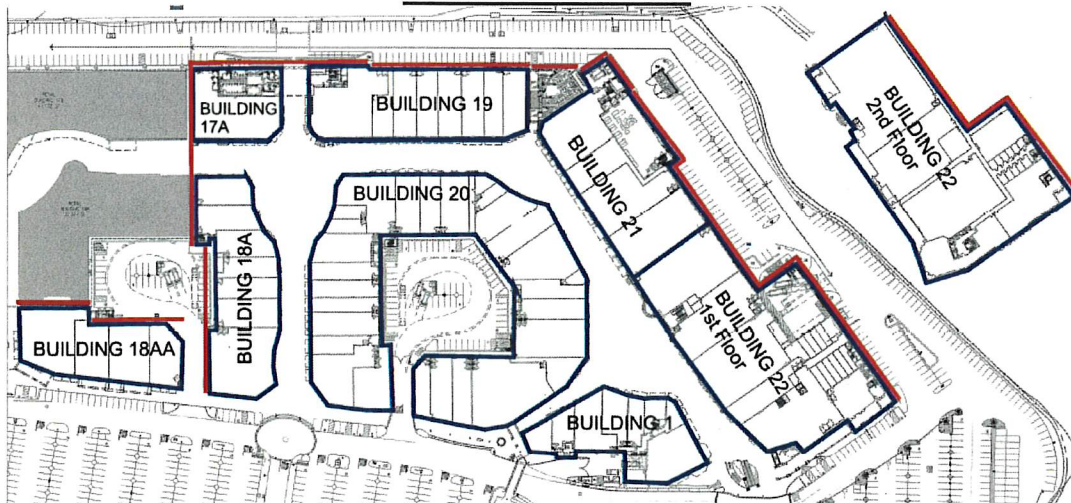 BUILDING
17A
BUILDING 19
BUILDING 22
2nd Floor
BUILDING 20
BUILDING 21
BUILDING 18A
BUILDING 22
1st Floor
BUILDING 18AA
BUILDING 1